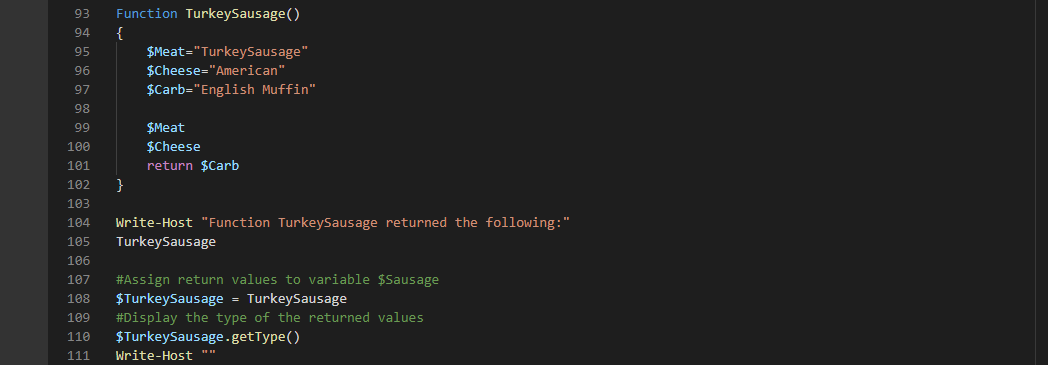 93 Function TurkeySausage()
94 {
95     $Meat="TurkeySausage"
96     $Cheese="American"
97     $Carb="English Muffin"
98
99     $Meat
100     $Cheese
101     return $Carb
102 }
103
104 Write-Host "Function TurkeySausage returned the following:"
105 TurkeySausage
106
107 #Assign return values to variable $Sausage
108 $TurkeySausage = TurkeySausage
109 #Display the type of the returned values
110 $TurkeySausage.getType()
111 Write-Host ""